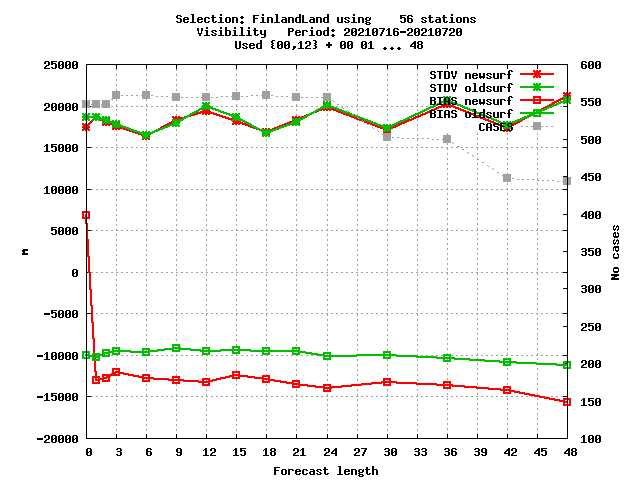 Selection: FinlandLand using    56 stations
Visibility   Period: 20210716-20210720
Used {00,12} + 00 01 ... 48
25000
20000
15000
10000
5000
0
-5000
-10000
-15000
-20000
m
600
550
500
450
400
350
300
250
200
150
100
No cases
STDV newsurf
STDV oldsurf
BIAS newsurf
BIAS oldsurf
CASES
0 3 6 9 12 15 18 21 24 27 30 33 36 39 42 45 48
Forecast length